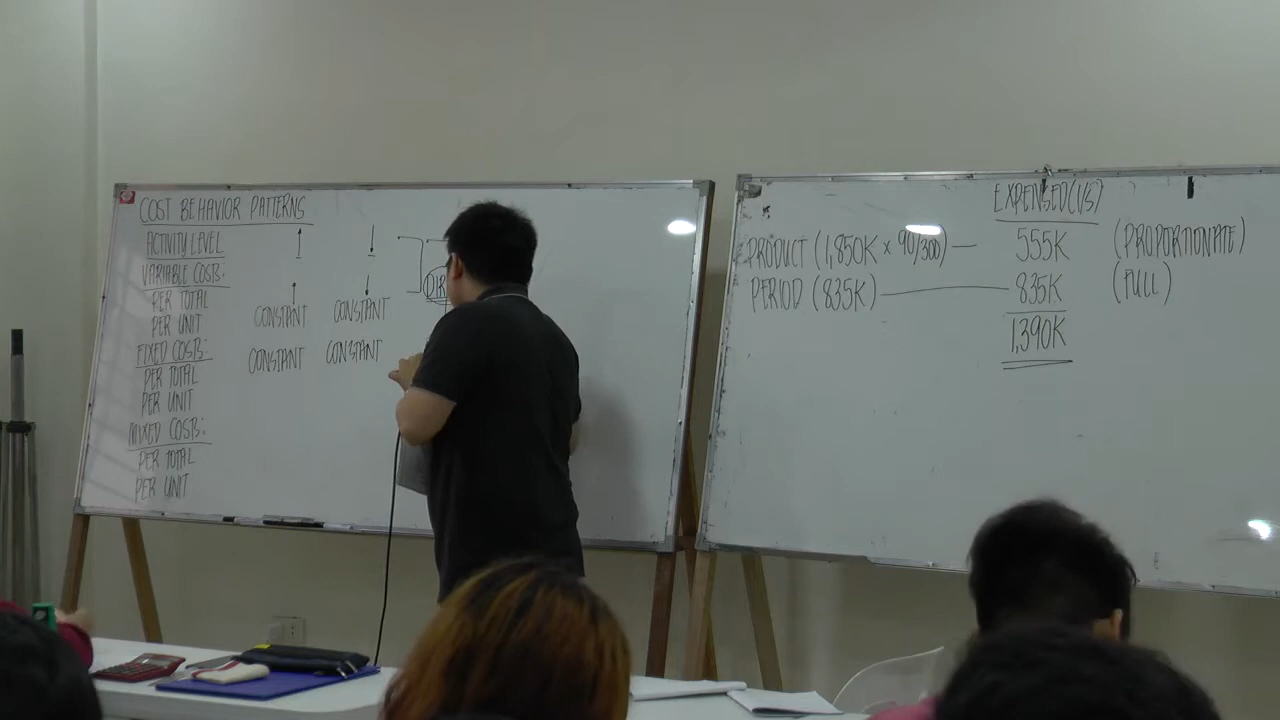 COST BEHAVIOR PATTERNS
ACTIVITY LEVEL ↑ ↓
VARIABLE COSTS:
PER TOTAL ↑ ↓
PER UNIT CONSTANT CONSTANT
FIXED COSTS:
PER TOTAL CONSTANT CONSTANT
PER UNIT
MIXED COSTS:
PER TOTAL
PER UNIT
EXPENSED (I/S)
PRODUCT (1,850K × 90/300) — 555K (PROPORTIONATE)
PERIOD (835K) — 835K (FULL)
1,390K